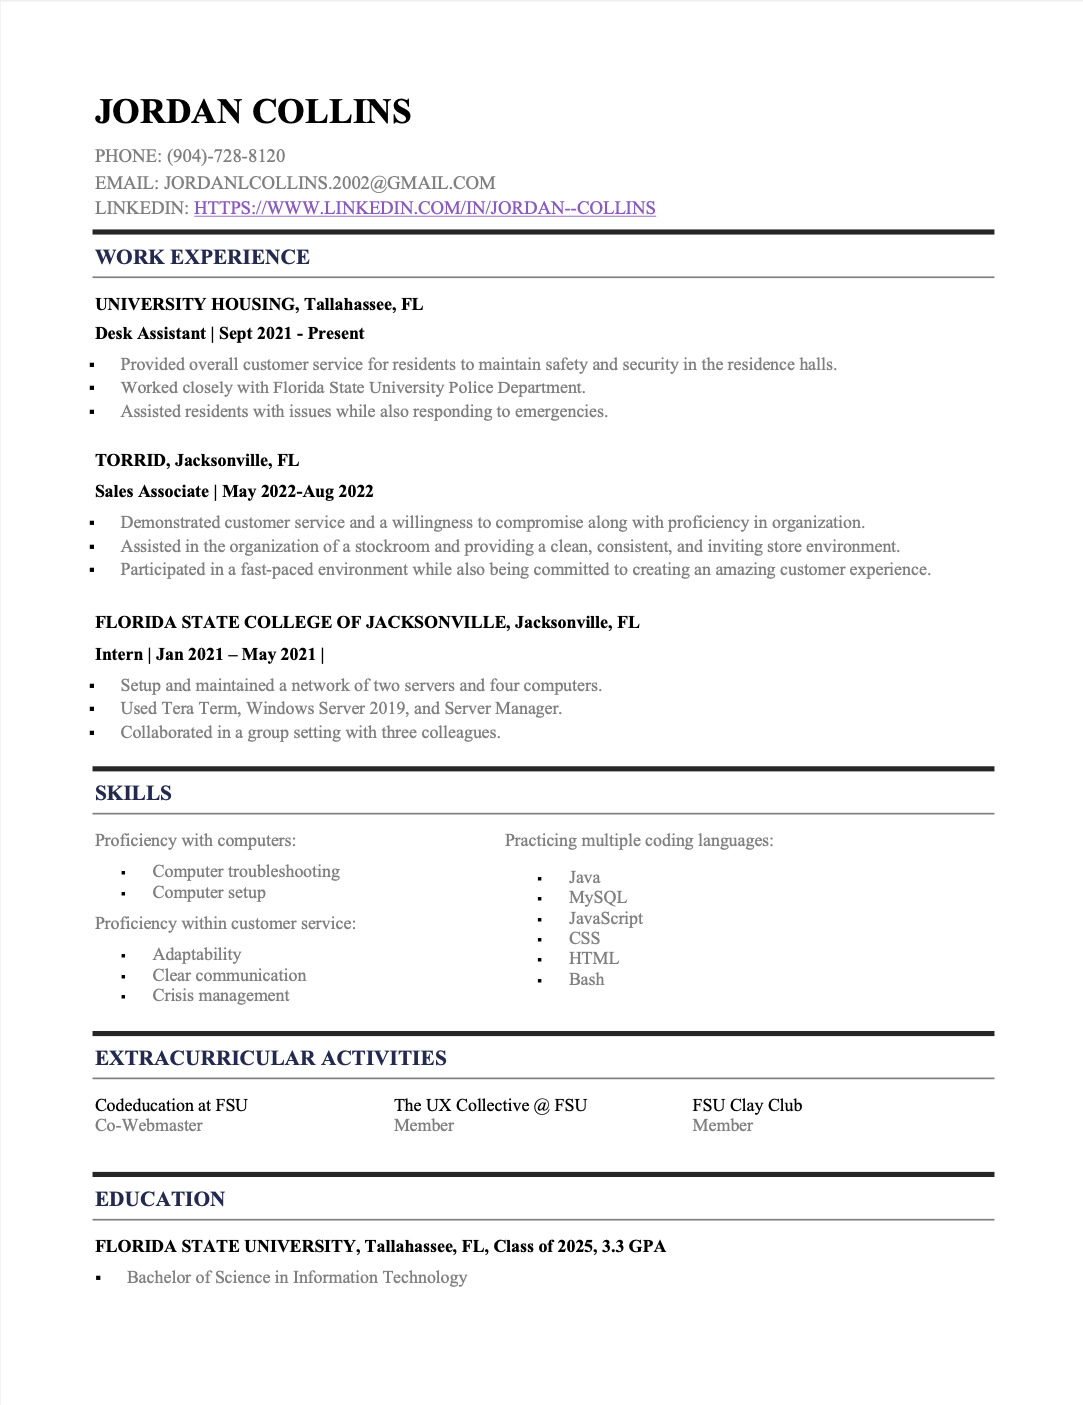 JORDAN COLLINS
PHONE: (904)-728-8120
EMAIL: JORDANLCOLLINS.2002@GMAIL.COM
LINKEDIN: HTTPS://WWW.LINKEDIN.COM/IN/JORDAN--COLLINS
WORK EXPERIENCE
UNIVERSITY HOUSING, Tallahassee, FL
Desk Assistant | Sept 2021 - Present
▪ Provided overall customer service for residents to maintain safety and security in the residence halls.
▪ Worked closely with Florida State University Police Department.
▪ Assisted residents with issues while also responding to emergencies.
TORRID, Jacksonville, FL
Sales Associate | May 2022-Aug 2022
▪ Demonstrated customer service and a willingness to compromise along with proficiency in organization.
▪ Assisted in the organization of a stockroom and providing a clean, consistent, and inviting store environment.
▪ Participated in a fast-paced environment while also being committed to creating an amazing customer experience.
FLORIDA STATE COLLEGE OF JACKSONVILLE, Jacksonville, FL
Intern | Jan 2021 – May 2021 |
▪ Setup and maintained a network of two servers and four computers.
▪ Used Tera Term, Windows Server 2019, and Server Manager.
▪ Collaborated in a group setting with three colleagues.
SKILLS
Proficiency with computers:
▪ Computer troubleshooting
▪ Computer setup
Proficiency within customer service:
▪ Adaptability
▪ Clear communication
▪ Crisis management
Practicing multiple coding languages:
▪ Java
▪ MySQL
▪ JavaScript
▪ CSS
▪ HTML
▪ Bash
EXTRACURRICULAR ACTIVITIES
Codeducation at FSU
Co-Webmaster
The UX Collective @ FSU
Member
FSU Clay Club
Member
EDUCATION
FLORIDA STATE UNIVERSITY, Tallahassee, FL, Class of 2025, 3.3 GPA
▪ Bachelor of Science in Information Technology